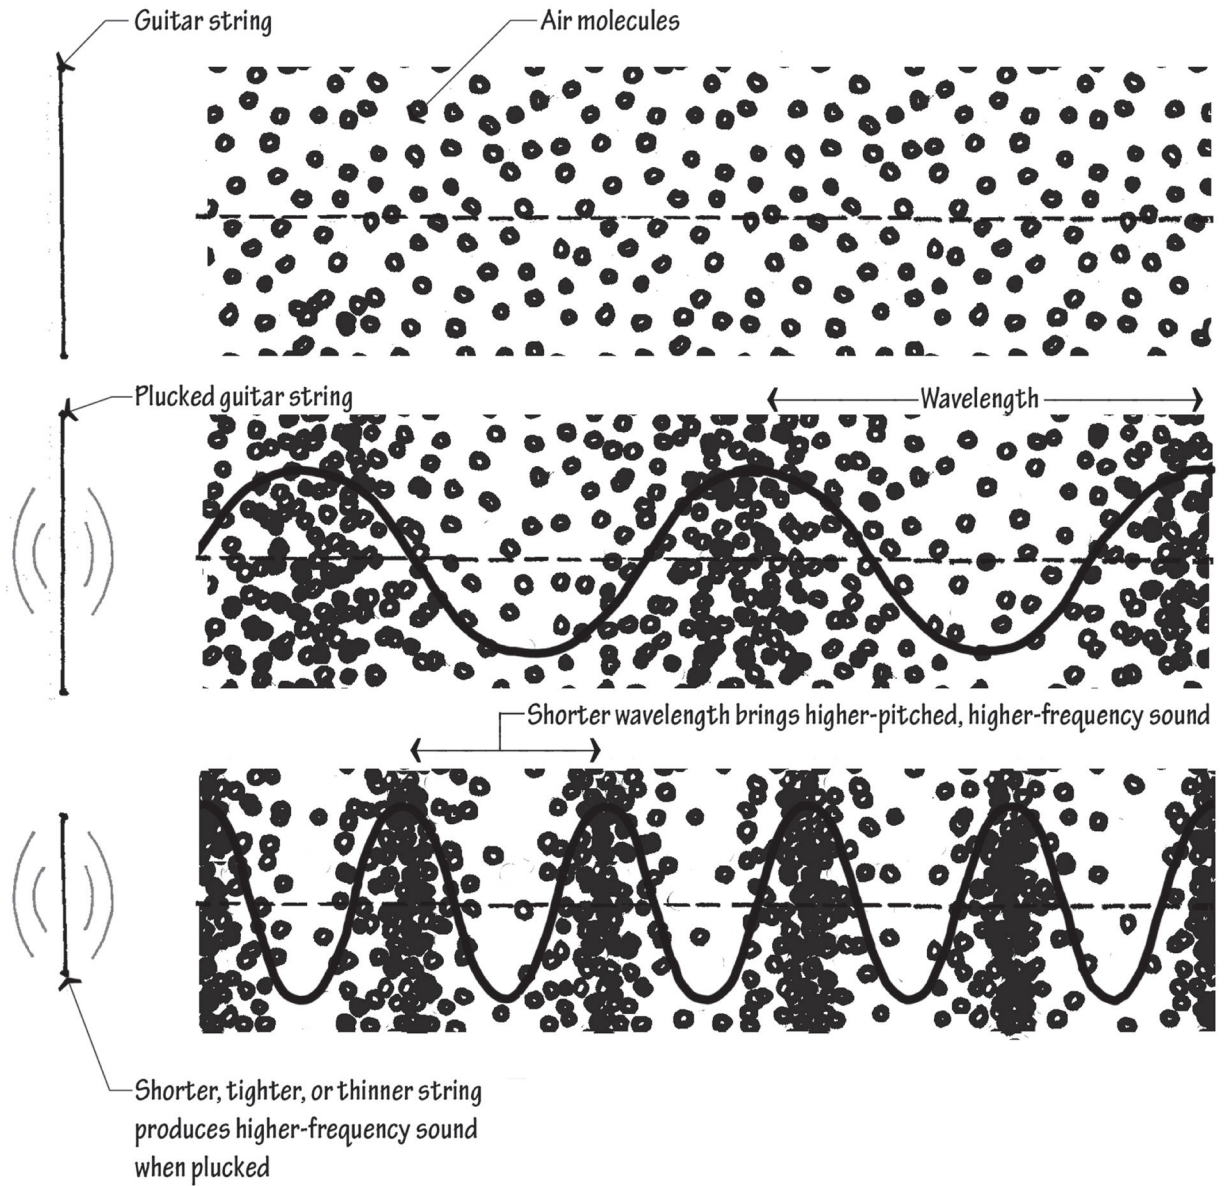 Guitar string
Air molecules
Plucked guitar string
Wavelength
Shorter wavelength brings higher-pitched, higher-frequency sound
Shorter, tighter, or thinner string
produces higher-frequency sound
when plucked